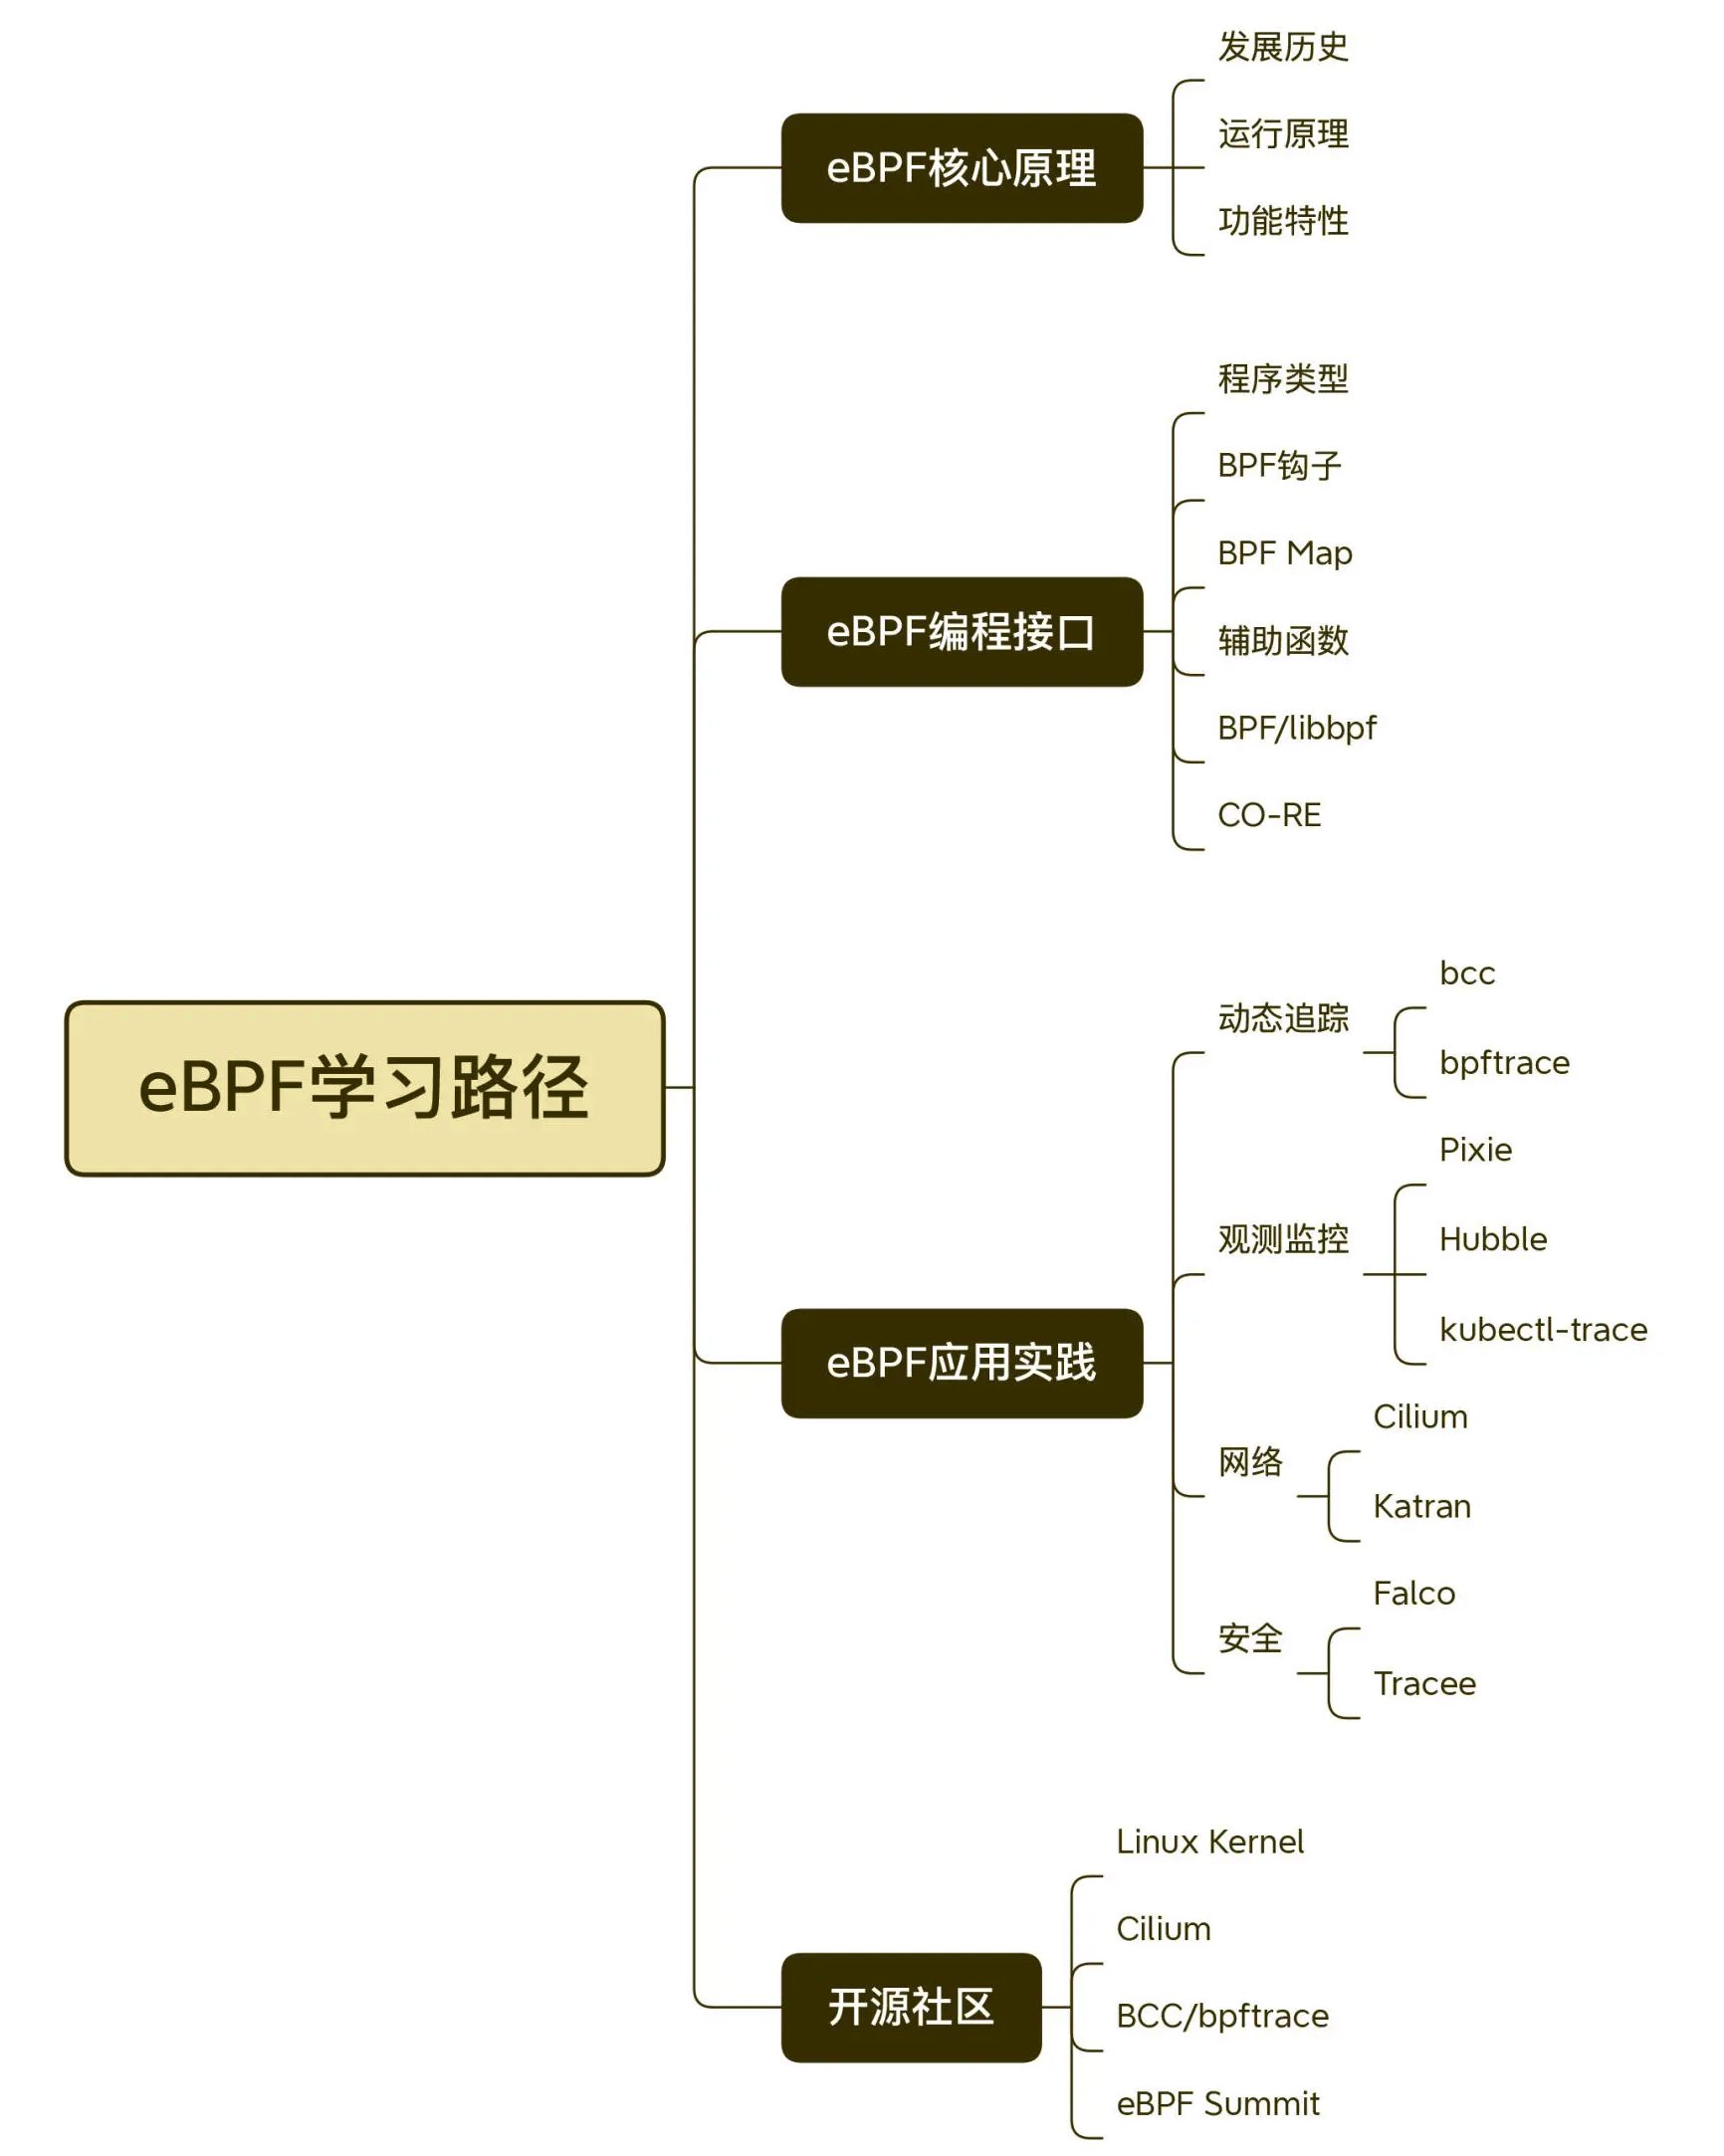 eBPF学习路径
eBPF核心原理
发展历史
运行原理
功能特性
eBPF编程接口
程序类型
BPF钩子
BPF Map
辅助函数
BPF/libbpf
CO-RE
eBPF应用实践
动态追踪
bcc
bpftrace
观测监控
Pixie
Hubble
kubectl-trace
网络
Cilium
Katran
安全
Falco
Tracee
开源社区
Linux Kernel
Cilium
BCC/bpftrace
eBPF Summit